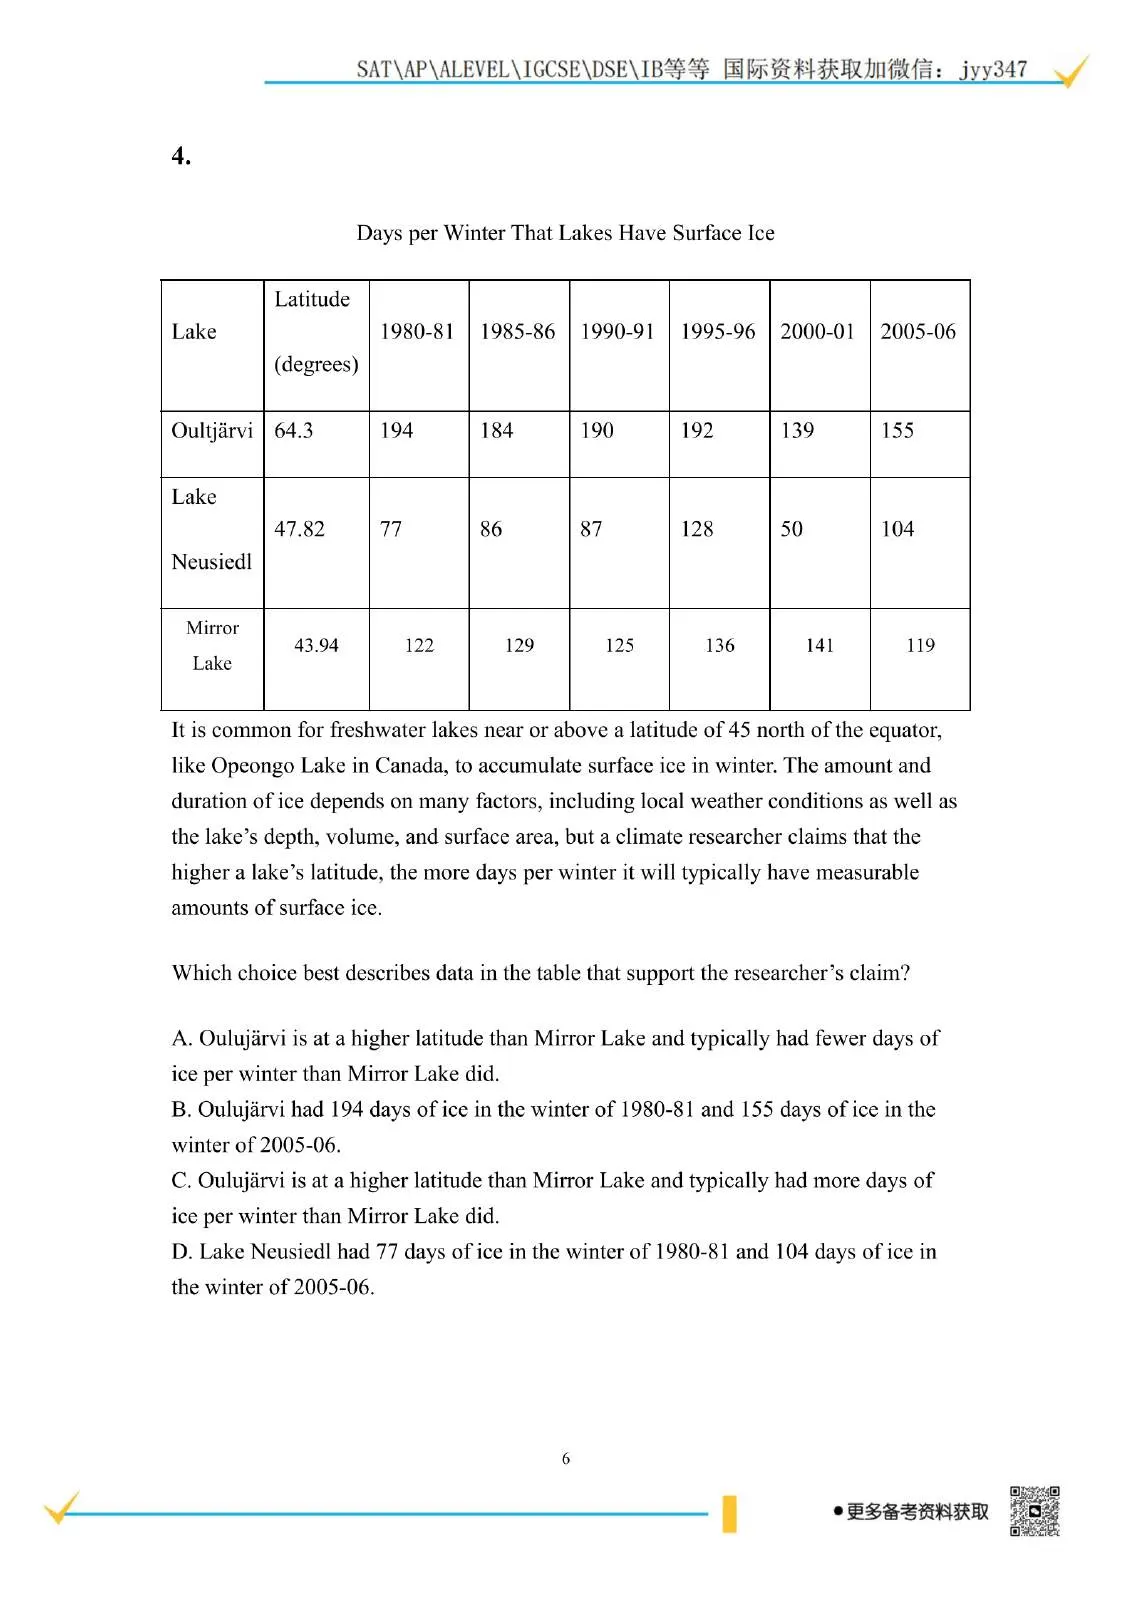 SAT\AP\ALEVEL\IGCSE\DSE\IB等等 国际资料获取加微信：jyy347
4.
Days per Winter That Lakes Have Surface Ice
Lake Latitude (degrees) 1980-81 1985-86 1990-91 1995-96 2000-01 2005-06
Oultjärvi 64.3 194 184 190 192 139 155
Lake Neusiedl 47.82 77 86 87 128 50 104
Mirror Lake 43.94 122 129 125 136 141 119
It is common for freshwater lakes near or above a latitude of 45 north of the equator,
like Opeongo Lake in Canada, to accumulate surface ice in winter. The amount and
duration of ice depends on many factors, including local weather conditions as well as
the lake's depth, volume, and surface area, but a climate researcher claims that the
higher a lake's latitude, the more days per winter it will typically have measurable
amounts of surface ice.
Which choice best describes data in the table that support the researcher's claim?
A. Oulujärvi is at a higher latitude than Mirror Lake and typically had fewer days of
ice per winter than Mirror Lake did.
B. Oulujärvi had 194 days of ice in the winter of 1980-81 and 155 days of ice in the
winter of 2005-06.
C. Oulujärvi is at a higher latitude than Mirror Lake and typically had more days of
ice per winter than Mirror Lake did.
D. Lake Neusiedl had 77 days of ice in the winter of 1980-81 and 104 days of ice in
the winter of 2005-06.
6
●更多备考资料获取